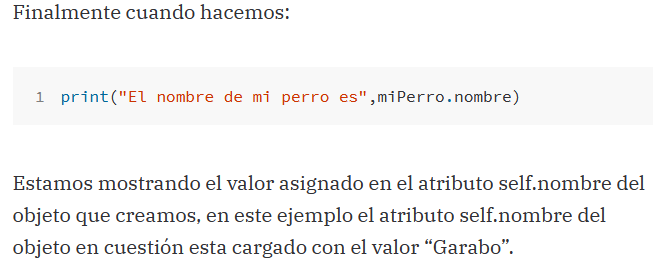 Finalmente cuando hacemos:
1 print("El nombre de mi perro es",miPerro.nombre)
Estamos mostrando el valor asignado en el atributo self.nombre del
objeto que creamos, en este ejemplo el atributo self.nombre del
objeto en cuestión esta cargado con el valor “Garabo”.